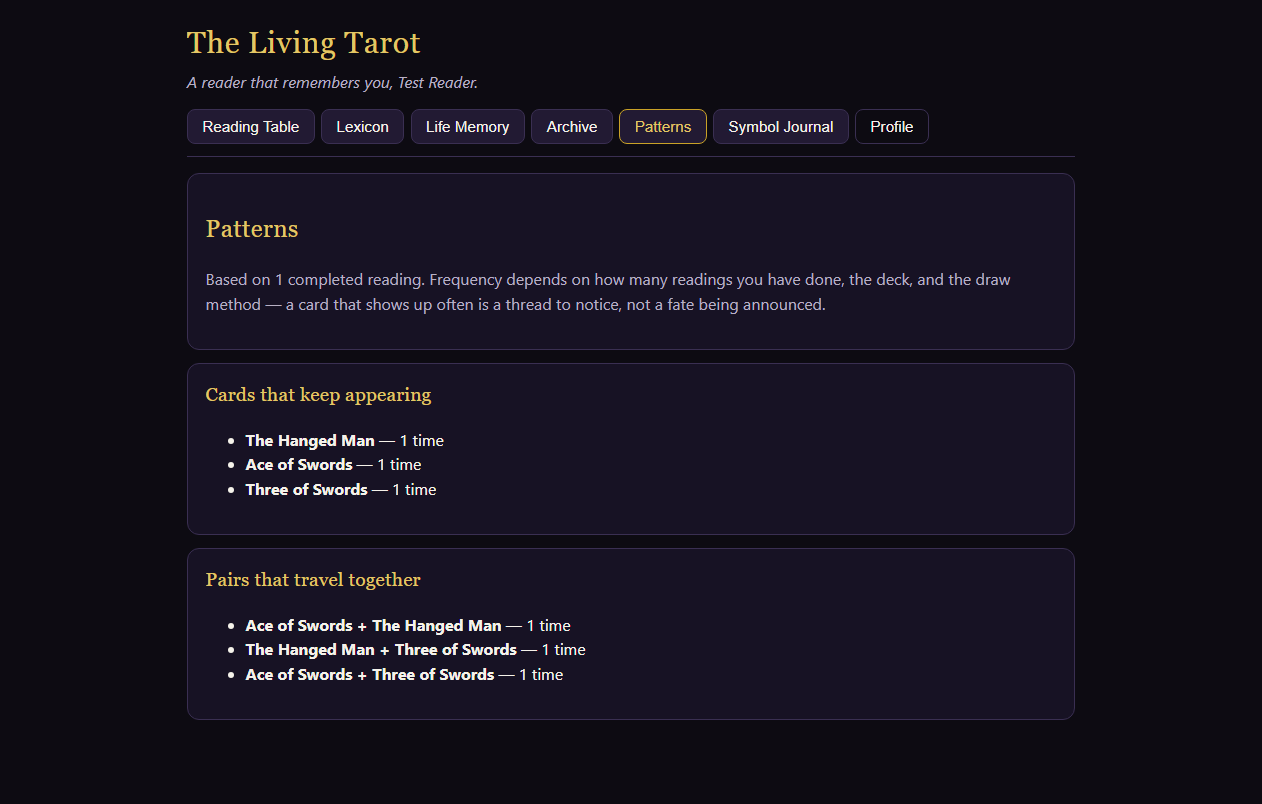 The Living Tarot
A reader that remembers you, Test Reader.
Reading Table
Lexicon
Life Memory
Archive
Patterns
Symbol Journal
Profile
Patterns
Based on 1 completed reading. Frequency depends on how many readings you have done, the deck, and the draw
method — a card that shows up often is a thread to notice, not a fate being announced.
Cards that keep appearing
• The Hanged Man — 1 time
• Ace of Swords — 1 time
• Three of Swords — 1 time
Pairs that travel together
• Ace of Swords + The Hanged Man — 1 time
• The Hanged Man + Three of Swords — 1 time
• Ace of Swords + Three of Swords — 1 time